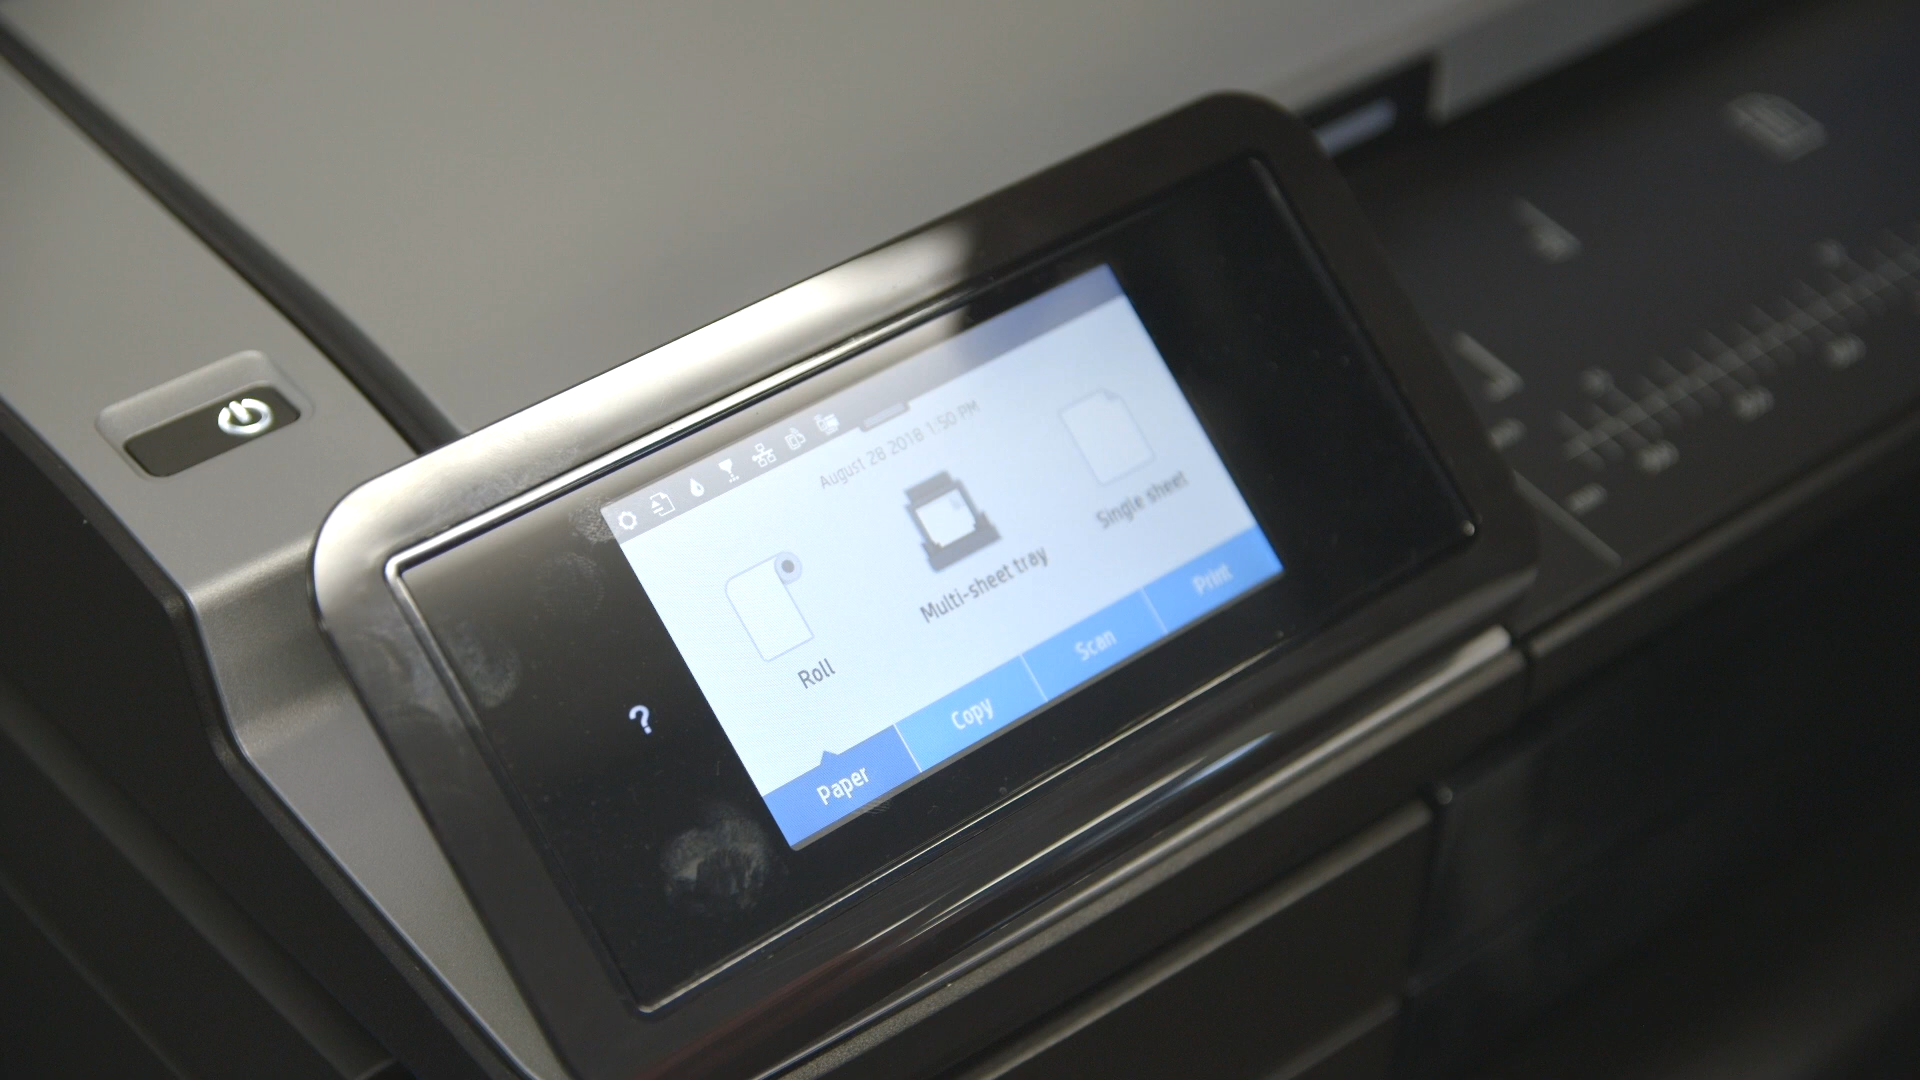 August 28 2018 1:50 PM
Roll
Multi-sheet tray
Single sheet
?
Paper
Copy
Scan
Print